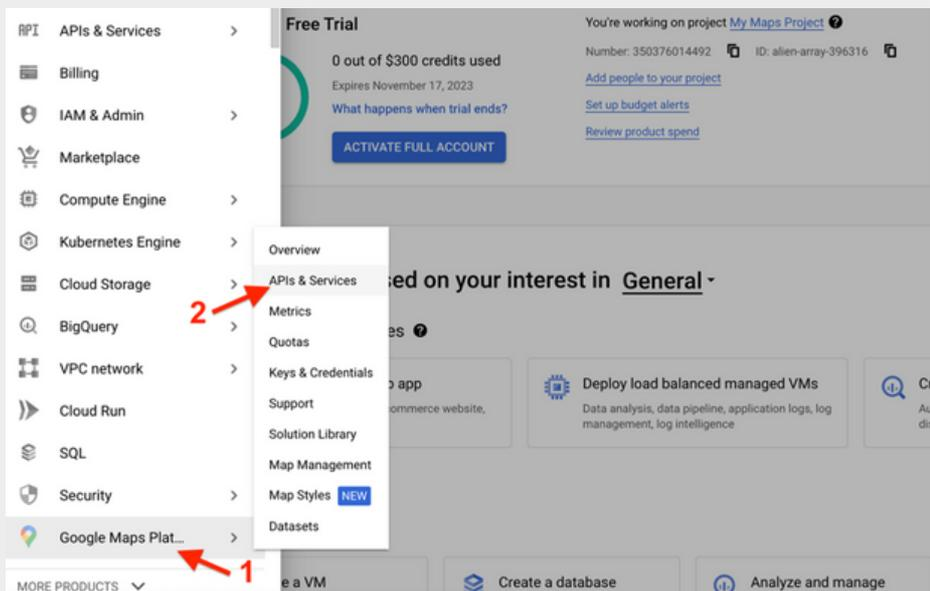 API APIs & Services
Billing
IAM & Admin
Marketplace
Compute Engine
Kubernetes Engine
Cloud Storage
BigQuery
VPC network
Cloud Run
SQL
Security
Google Maps Plat...
1
MORE PRODUCTS
Overview
2 APIs & Services
Metrics
Quotas
Keys & Credentials
Support
Solution Library
Map Management
Map Styles NEW
Datasets
Free Trial
0 out of $300 credits used
Expires November 17, 2023
What happens when trial ends?
ACTIVATE FULL ACCOUNT
You're working on project My Maps Project
Number: 350376014492 ID: alien-array-396316
Add people to your project
Set up budget alerts
Review product spend
on your interest in General
app
website,
Deploy load balanced managed VMs
Data analysis, data pipeline, application logs, log
management, log intelligence
e a VM
Create a database
Analyze and manage